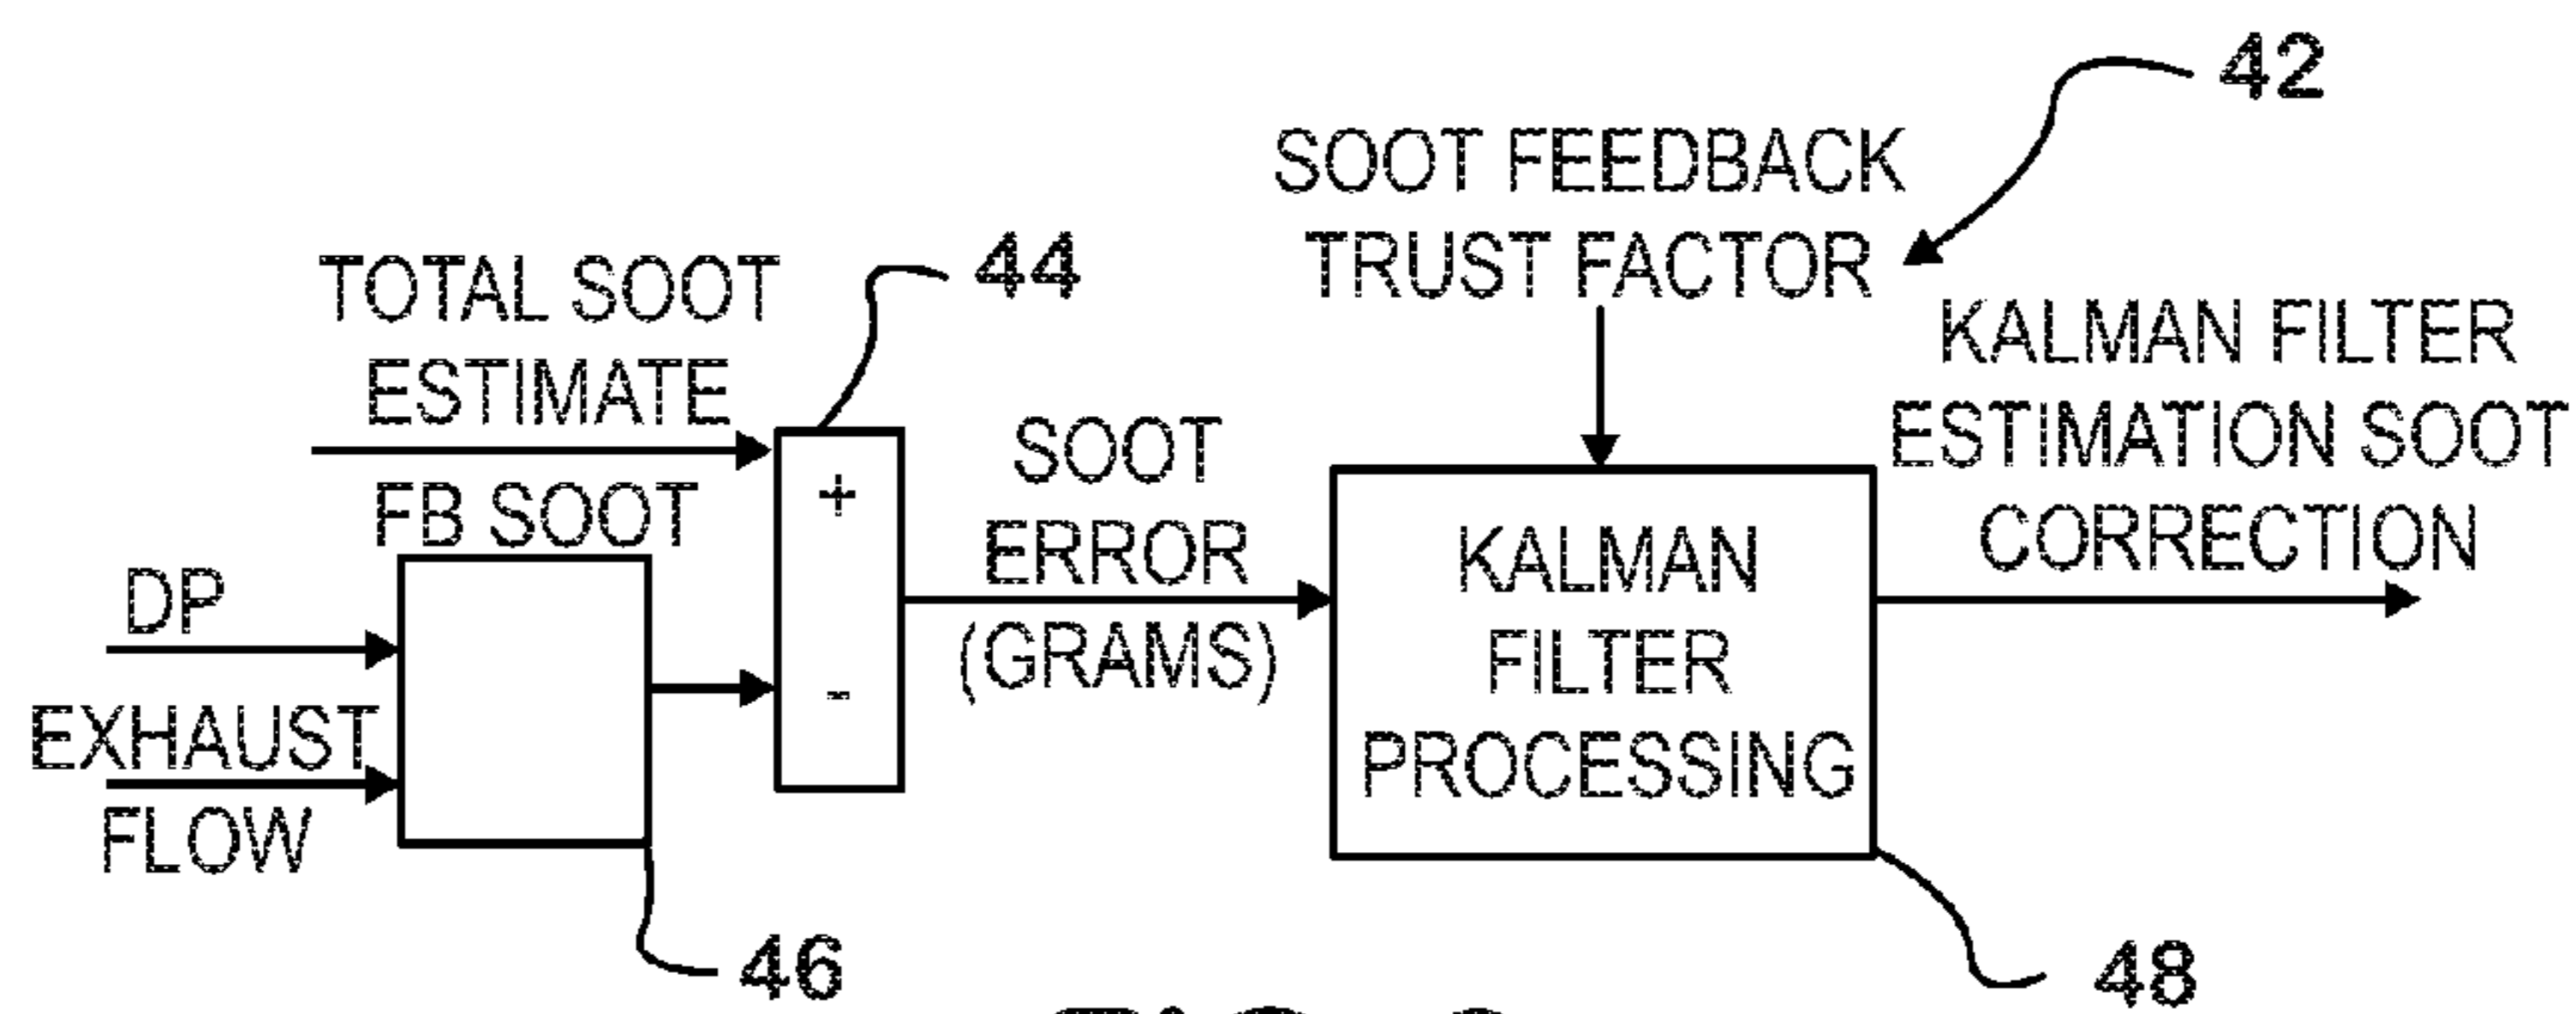 42
SOOT FEEDBACK
TRUST FACTOR
44
TOTAL SOOT
ESTIMATE
KALMAN FILTER
ESTIMATION SOOT
CORRECTION
+
-
FB SOOT
SOOT
ERROR
(GRAMS)
DP
EXHAUST
FLOW
KALMAN
FILTER
PROCESSING
46
48